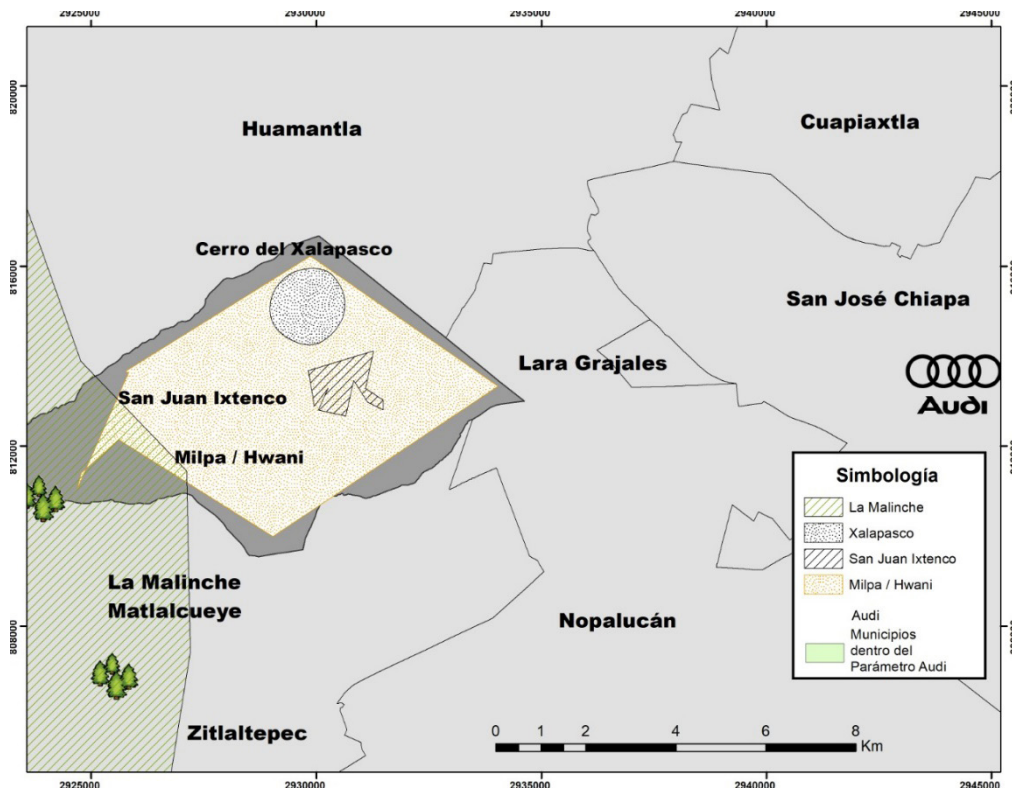 2925000 2930000 2935000 2940000 2945000
820000
Huamantla
Cuapiaxtla
Cerro del Xalapasco
816000
San José Chiapa
Lara Grajales
Audi
San Juan Ixtenco
812000
Milpa / Hwani
Simbología
La Malinche
Xalapasco
San Juan Ixtenco
Milpa / Hwani
Audi
Municipios
dentro del
Parámetro Audi
La Malinche
Matlalcueye
Nopalucán
808000
Zitlaltepec
0 1 2 4 6 8
Km
2925000 2930000 2935000 2940000 2945000